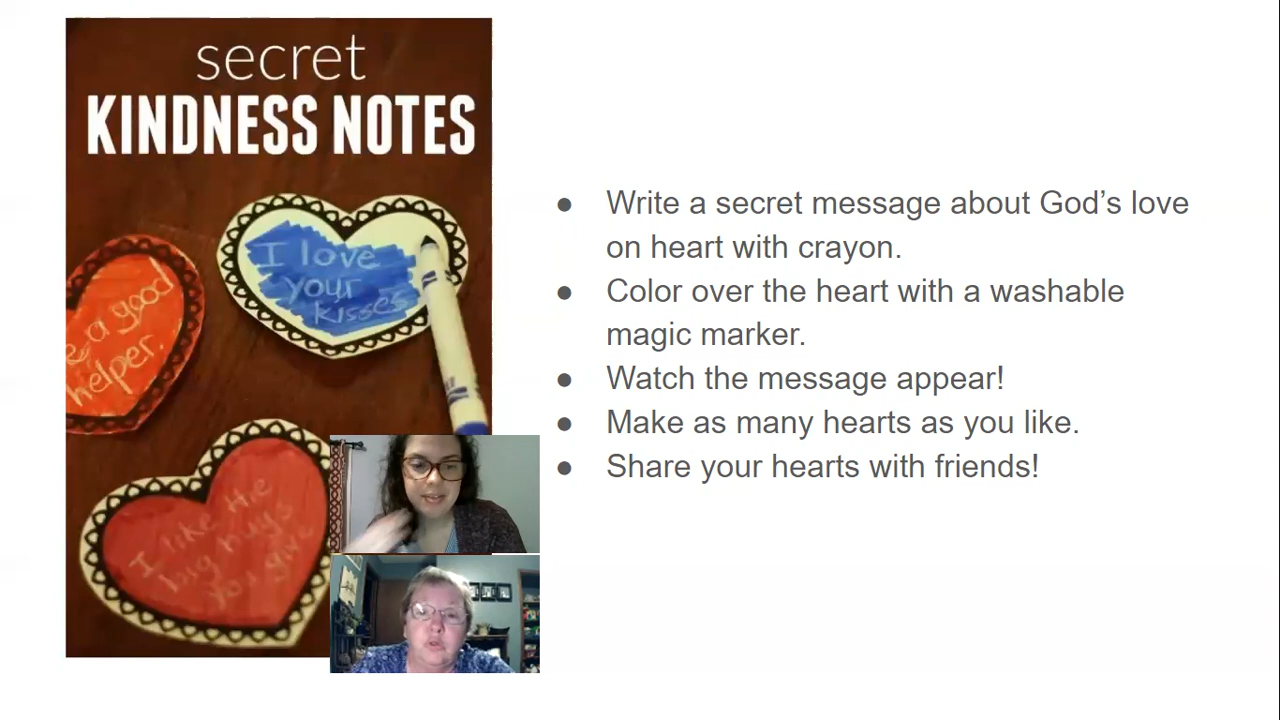 secret
KINDNESS NOTES
I love
your
kisses
a good
helper.
I like the
big hugs
you give
● Write a secret message about God’s love
on heart with crayon.
● Color over the heart with a washable
magic marker.
● Watch the message appear!
● Make as many hearts as you like.
● Share your hearts with friends!